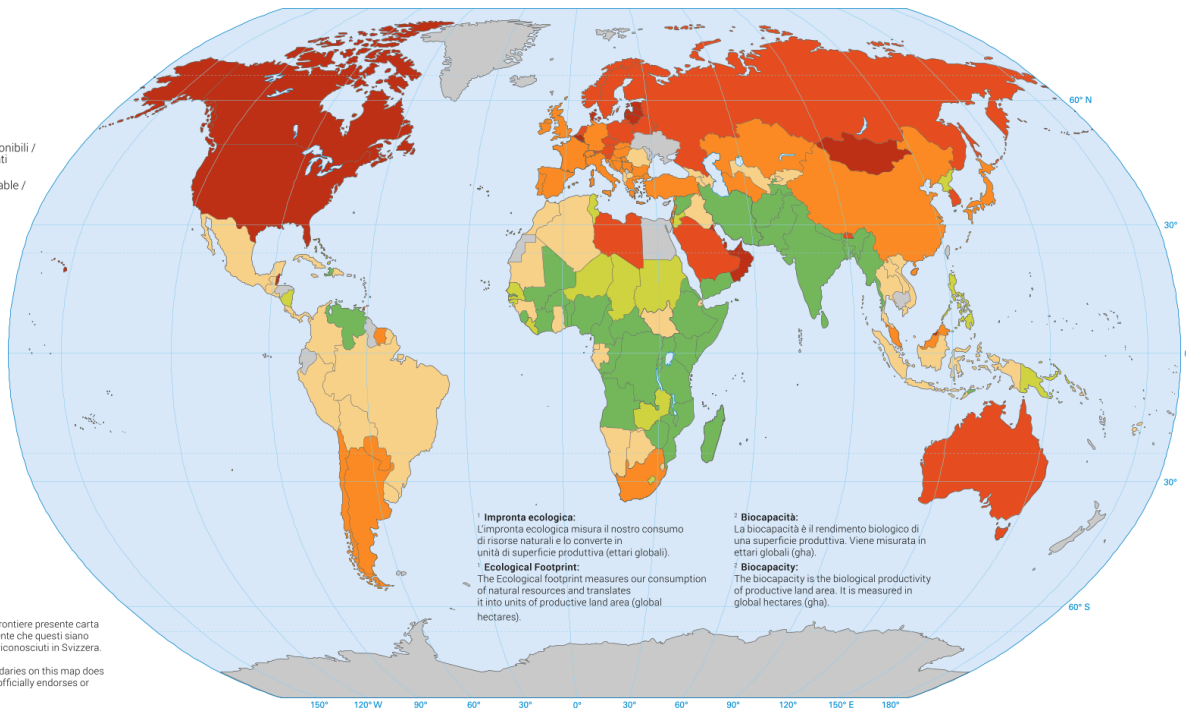 60° N
onibili /
ti
able /
30°
0
30°
¹ Impronta ecologica:
L'impronta ecologica misura il nostro consumo
di risorse naturali e lo converte in
unità di superficie produttiva (ettari globali).
¹ Ecological Footprint:
The Ecological footprint measures our consumption
of natural resources and translates
it into units of productive land area (global
hectares).
² Biocapacità:
La biocapacità è il rendimento biologico di
una superficie produttiva. Viene misurata in
ettari globali (gha).
² Biocapacity:
The biocapacity is the biological productivity
of productive land area. It is measured in
global hectares (gha).
60° S
rontiere presente carta
nte che questi siano
riconosciuti in Svizzera.
daries on this map does
officially endorses or
150° 120° W 90° 60° 30° 0° 30° 60° 90° 120° 150° E 180°